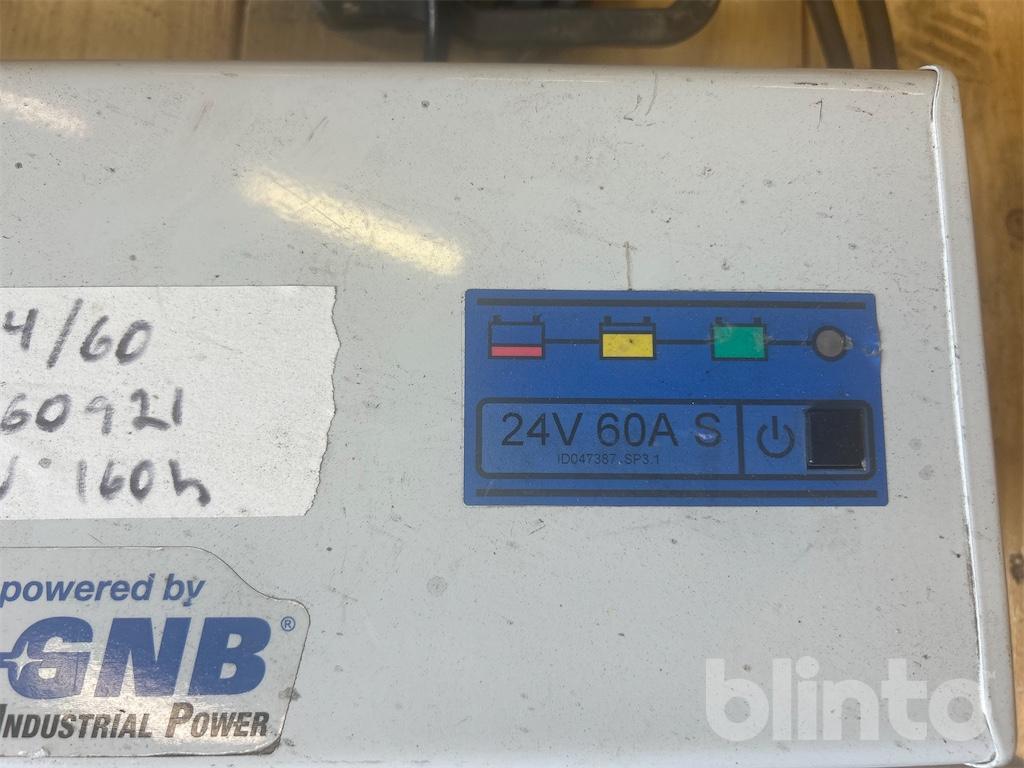 4/60
60921
V 160h
24V 60A S
ID047387 SP3.1
powered by
GNB®
INDUSTRIAL POWER
blinto